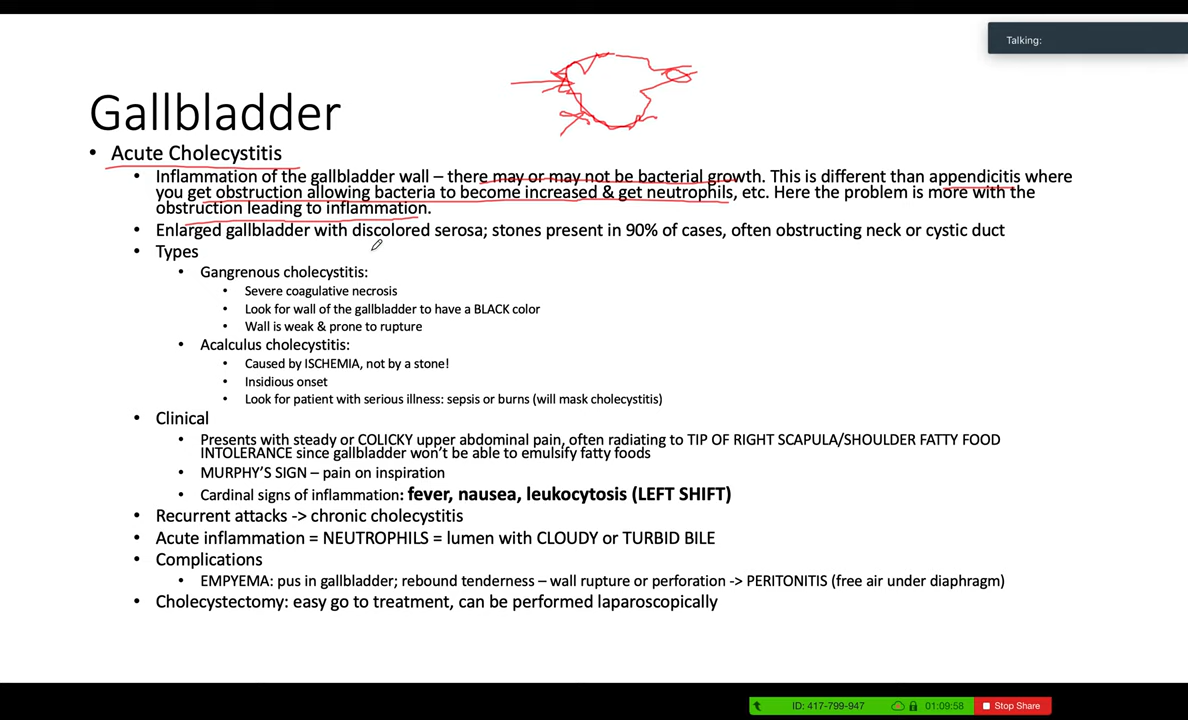 Talking:
Gallbladder
• Acute Cholecystitis
• Inflammation of the gallbladder wall – there may or may not be bacterial growth. This is different than appendicitis where
you get obstruction allowing bacteria to become increased & get neutrophils, etc. Here the problem is more with the
obstruction leading to inflammation.
• Enlarged gallbladder with discolored serosa; stones present in 90% of cases, often obstructing neck or cystic duct
• Types
• Gangrenous cholecystitis:
• Severe coagulative necrosis
• Look for wall of the gallbladder to have a BLACK color
• Wall is weak & prone to rupture
• Acalculus cholecystitis:
• Caused by ISCHEMIA, not by a stone!
• Insidious onset
• Look for patient with serious illness: sepsis or burns (will mask cholecystitis)
• Clinical
• Presents with steady or COLICKY upper abdominal pain, often radiating to TIP OF RIGHT SCAPULA/SHOULDER FATTY FOOD
INTOLERANCE since gallbladder won't be able to emulsify fatty foods
• MURPHY'S SIGN – pain on inspiration
• Cardinal signs of inflammation: fever, nausea, leukocytosis (LEFT SHIFT)
• Recurrent attacks -> chronic cholecystitis
• Acute inflammation = NEUTROPHILS = lumen with CLOUDY or TURBID BILE
• Complications
• EMPYEMA: pus in gallbladder; rebound tenderness – wall rupture or perforation -> PERITONITIS (free air under diaphragm)
• Cholecystectomy: easy go to treatment, can be performed laparoscopically
ID: 417-799-947 01:09:58 Stop Share